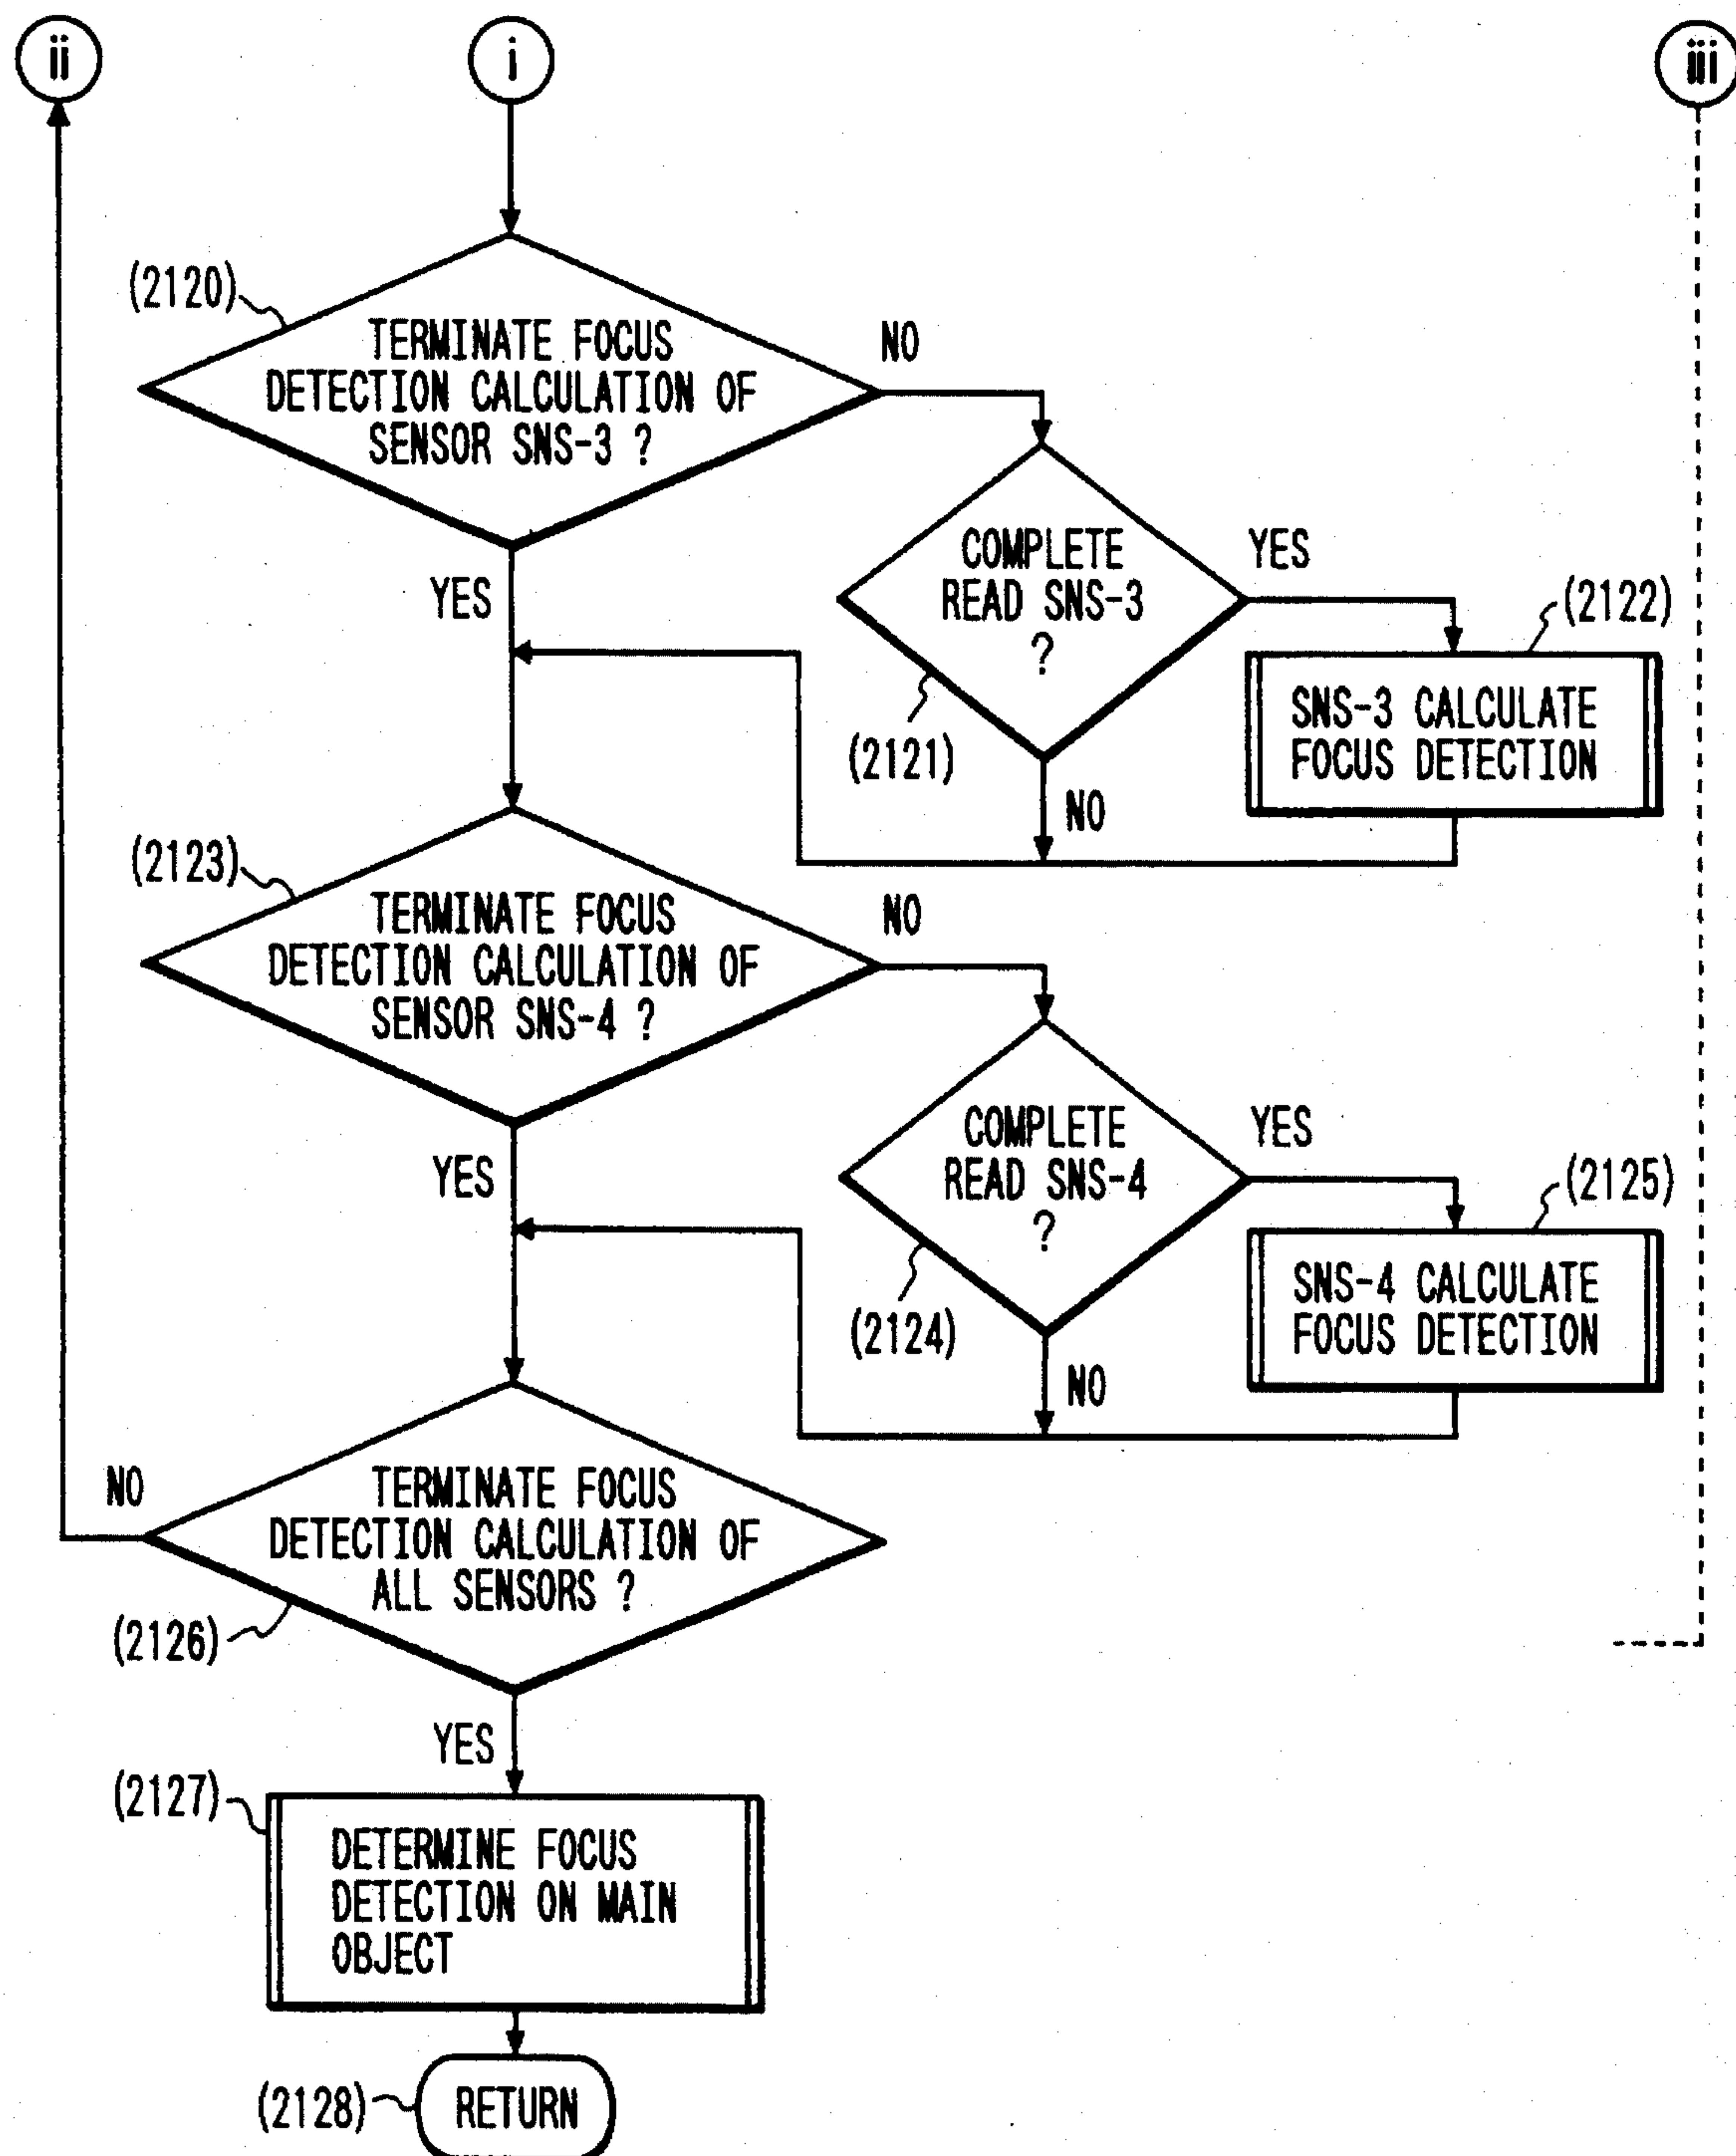 ii
i
iii
(2120)
TERMINATE FOCUS
DETECTION CALCULATION OF
SENSOR SNS-3 ?
NO
YES
COMPLETE
READ SNS-3
?
YES
(2121)
NO
(2122)
SNS-3 CALCULATE
FOCUS DETECTION
(2123)
TERMINATE FOCUS
DETECTION CALCULATION OF
SENSOR SNS-4 ?
NO
YES
COMPLETE
READ SNS-4
?
YES
(2124)
NO
(2125)
SNS-4 CALCULATE
FOCUS DETECTION
NO
TERMINATE FOCUS
DETECTION CALCULATION OF
ALL SENSORS ?
(2126)
YES
(2127)
DETERMINE FOCUS
DETECTION ON MAIN
OBJECT
(2128)
RETURN